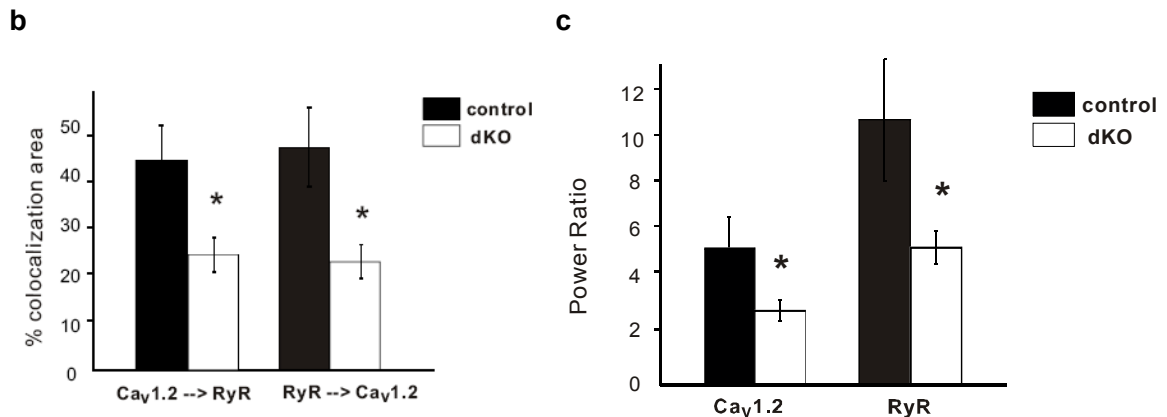 b
% colocalization area
50
40
30
20
10
0
*
*
control
dKO
Cav1.2 --> RyR
RyR --> Cav1.2
c
Power Ratio
12
10
8
6
4
2
0
*
*
control
dKO
Cav1.2
RyR